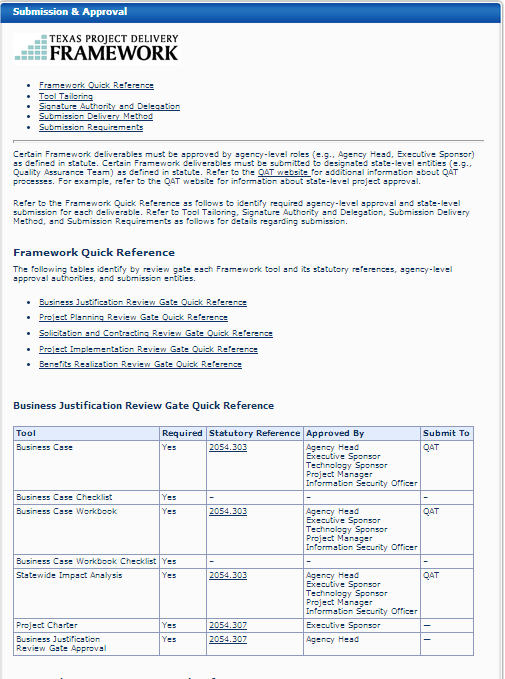 Submission & Approval
TEXAS PROJECT DELIVERY
FRAMEWORK
Framework Quick Reference
Tool Tailoring
Signature Authority and Delegation
Submission Delivery Method
Submission Requirements
Certain Framework deliverables must be approved by agency-level roles (e.g., Agency Head, Executive Sponsor)
as defined in statute. Certain Framework deliverables must be submitted to designated state-level entities (e.g.,
Quality Assurance Team) as defined in statute. Refer to the QAT website for additional information about QAT
processes. For example, refer to the QAT website for information about state-level project approval.
Refer to the Framework Quick Reference as follows to identify required agency-level approval and state-level
submission for each deliverable. Refer to Tool Tailoring, Signature Authority and Delegation, Submission Delivery
Method, and Submission Requirements as follows for details regarding submission.
Framework Quick Reference
The following tables identify by review gate each Framework tool and its statutory references, agency-level
approval authorities, and submission entities.
Business Justification Review Gate Quick Reference
Project Planning Review Gate Quick Reference
Solicitation and Contracting Review Gate Quick Reference
Project Implementation Review Gate Quick Reference
Benefits Realization Review Gate Quick Reference
Business Justification Review Gate Quick Reference
Tool Required Statutory Reference Approved By Submit To
Business Case Yes 2054.303 Agency Head QAT
Executive Sponsor
Technology Sponsor
Project Manager
Information Security Officer
Business Case Checklist Yes – – –
Business Case Workbook Yes 2054.303 Agency Head QAT
Executive Sponsor
Technology Sponsor
Project Manager
Information Security Officer
Business Case Workbook Checklist Yes – – –
Statewide Impact Analysis Yes 2054.303 Agency Head QAT
Executive Sponsor
Technology Sponsor
Project Manager
Information Security Officer
Project Charter Yes 2054.307 Executive Sponsor —
Business Justification Yes 2054.307 Agency Head —
Review Gate Approval